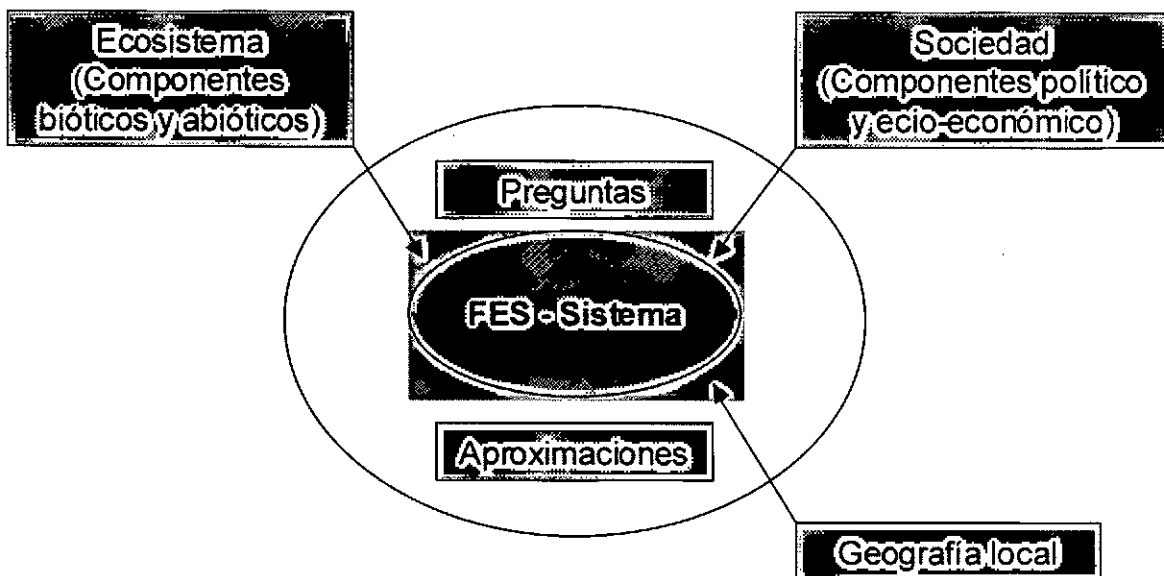 Ecosistema
(Componentes
bióticos y abióticos)
Sociedad
(Componentes político
y ecio-económico)
Preguntas
FES - Sistema
Aproximaciones
Geografía local